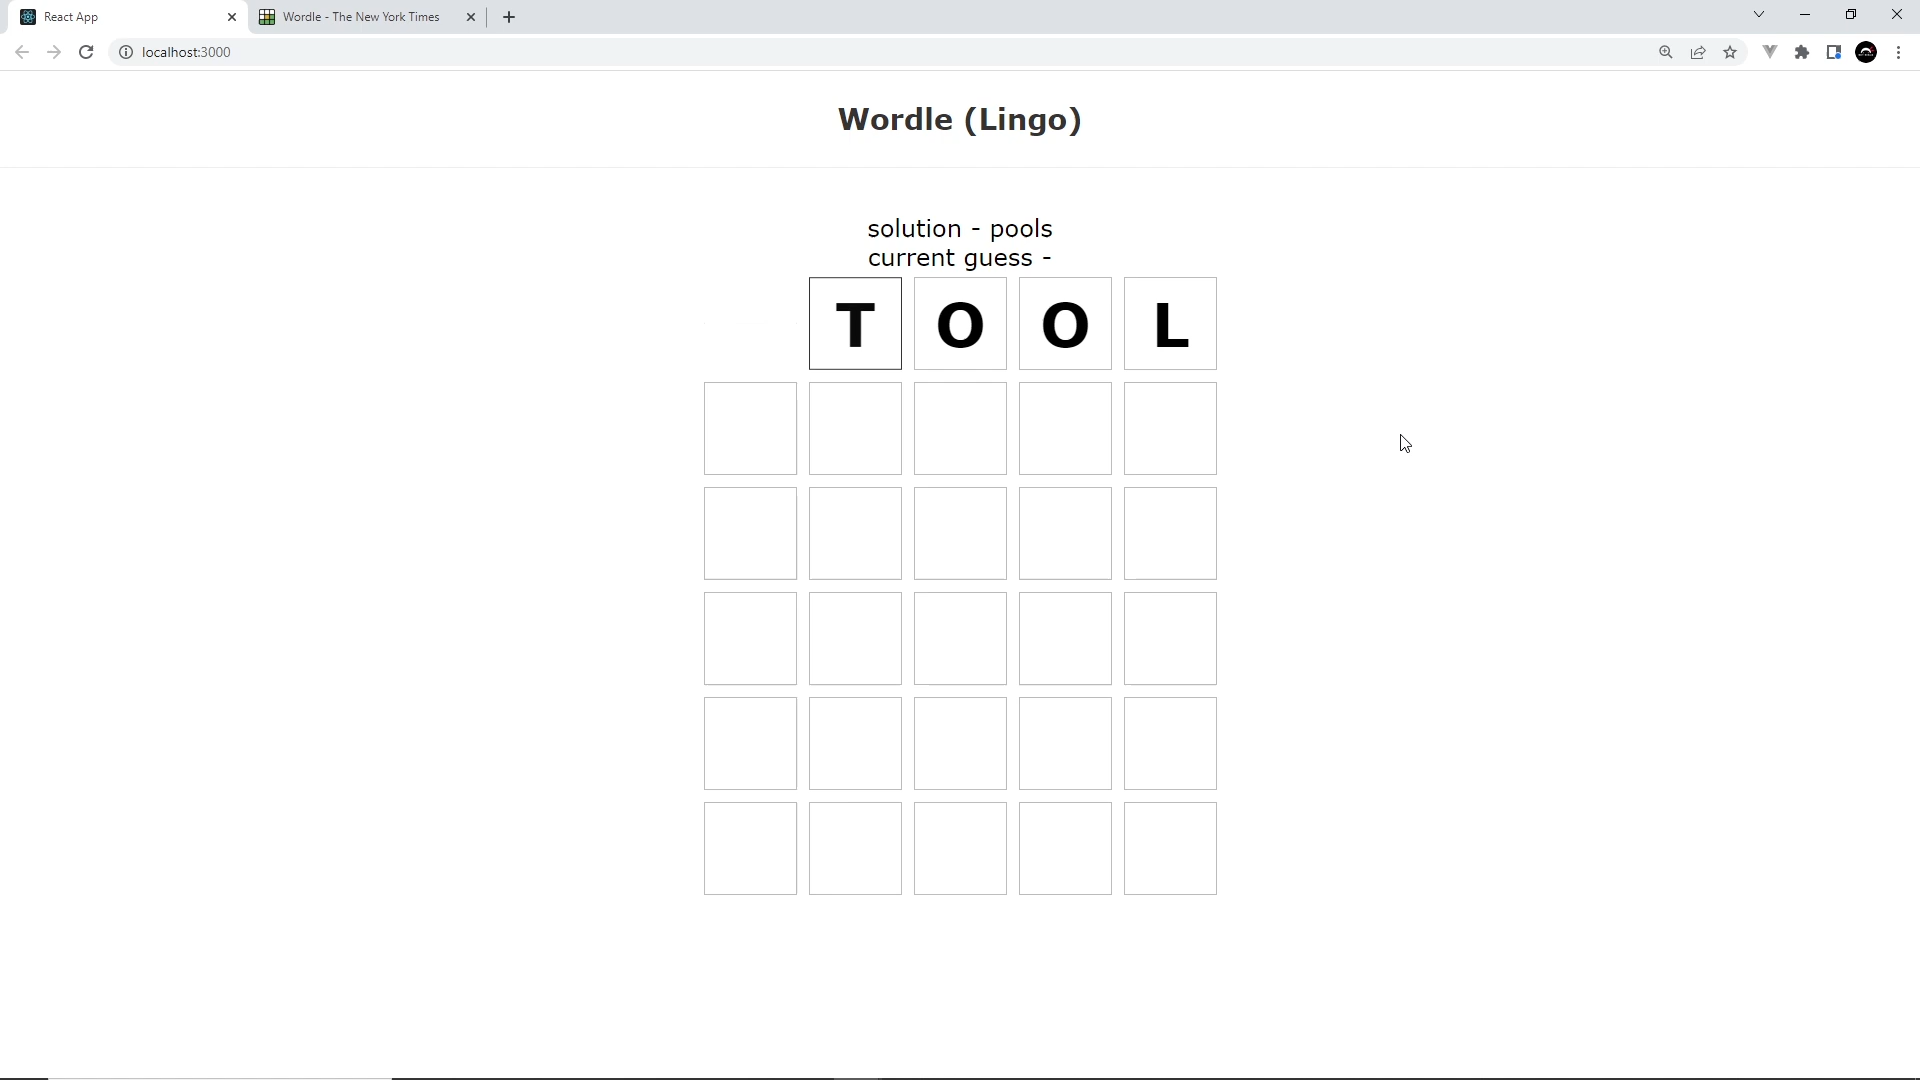 React App
Wordle - The New York Times
localhost:3000
Wordle (Lingo)
solution - pools
current guess -
T O O L